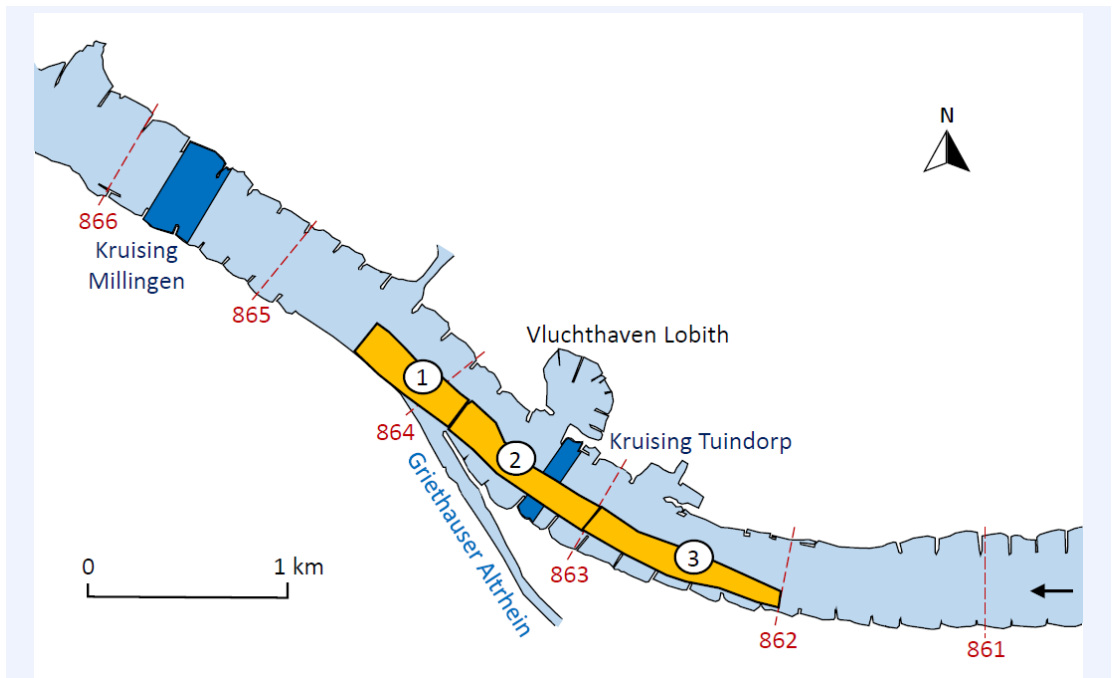 N
866
Kruising
Millingen
865
Vluchthaven Lobith
1
864
Kruising Tuindorp
2
Griethauser Altrhein
863
3
0
1 km
862
861